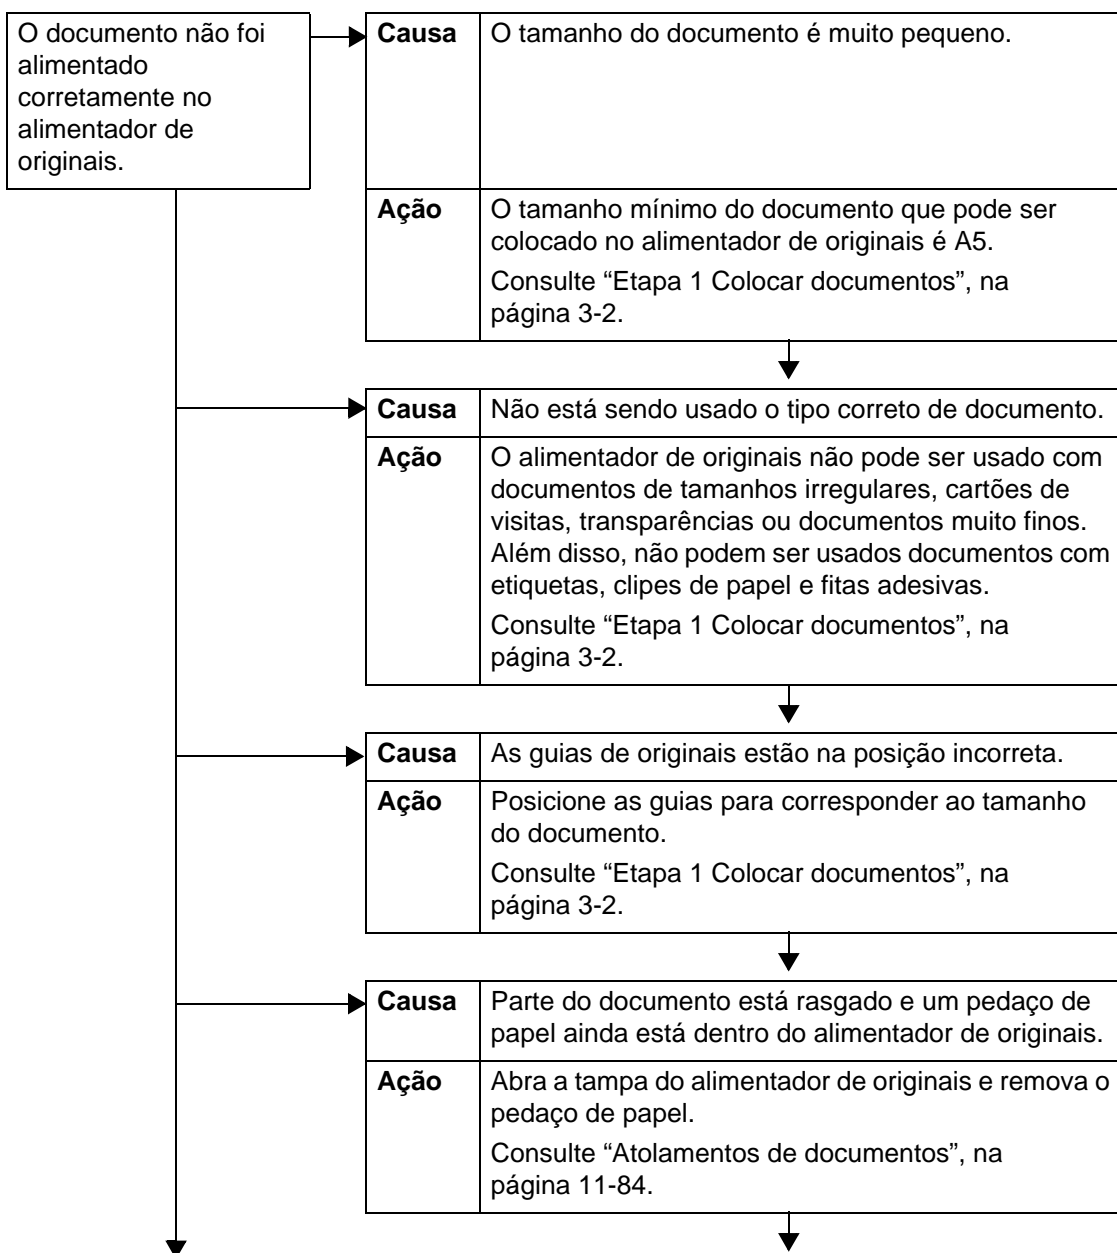 O documento não foi
alimentado
corretamente no
alimentador de
originais.
Causa
O tamanho do documento é muito pequeno.
Ação
O tamanho mínimo do documento que pode ser
colocado no alimentador de originais é A5.
Consulte “Etapa 1 Colocar documentos”, na
página 3-2.
Causa
Não está sendo usado o tipo correto de documento.
Ação
O alimentador de originais não pode ser usado com
documentos de tamanhos irregulares, cartões de
visitas, transparências ou documentos muito finos.
Além disso, não podem ser usados documentos com
etiquetas, clipes de papel e fitas adesivas.
Consulte “Etapa 1 Colocar documentos”, na
página 3-2.
Causa
As guias de originais estão na posição incorreta.
Ação
Posicione as guias para corresponder ao tamanho
do documento.
Consulte “Etapa 1 Colocar documentos”, na
página 3-2.
Causa
Parte do documento está rasgado e um pedaço de
papel ainda está dentro do alimentador de originais.
Ação
Abra a tampa do alimentador de originais e remova o
pedaço de papel.
Consulte “Atolamentos de documentos”, na
página 11-84.